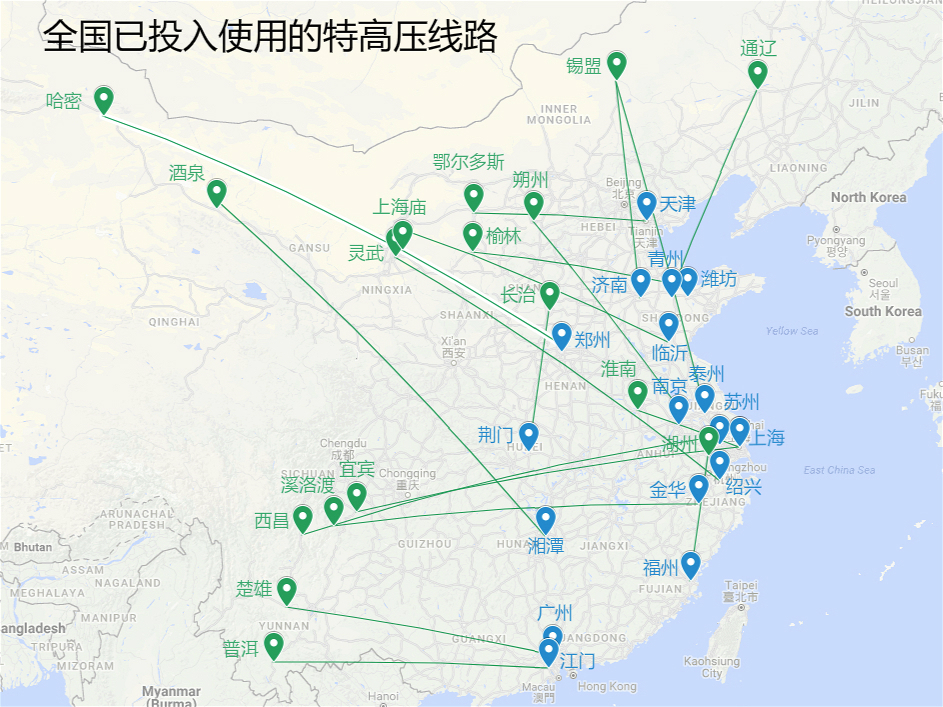 全国已投入使用的特高压线路
通辽
锡盟
哈密
INNER
MONGOLIA
JILIN
酒泉
鄂尔多斯
朔州
LIAONING
Beijing
北京
North Korea
上海庙
天津
Tianjin
天津
HEBEI
榆林
灵武
GANSU
青州
Pyongyang
평양
NINGXIA
济南
潍坊
长治
Seoul
서울
South Korea
QINGHAI
SHAANXI
Xi'an
西安
郑州
临沂
Yellow Sea
Busan
부산
淮南
HENAN
南京
泰州
苏州
荆门
湖州
上海
Chengdu
成都
SICHUAN
宜宾
Chongqing
重庆
溪洛渡
金华
绍兴
ZHEJIANG
East China Sea
西昌
ARUNACHAL
PRADESH
Bhutan
GUIZHOU
湘潭
JIANGXI
ASSAM
NAGALAND
MEGHALAYA
福州
FUJIAN
楚雄
Taipei
臺北市
MANIPUR
YUNNAN
广州
angladesh
TRIPURA
普洱
GUANGXI
UANGDONG
MIZORAM
江门
Kaohsiung
City
Macau
澳門
Hong Kong
Myanmar
(Burma)
Hanoi